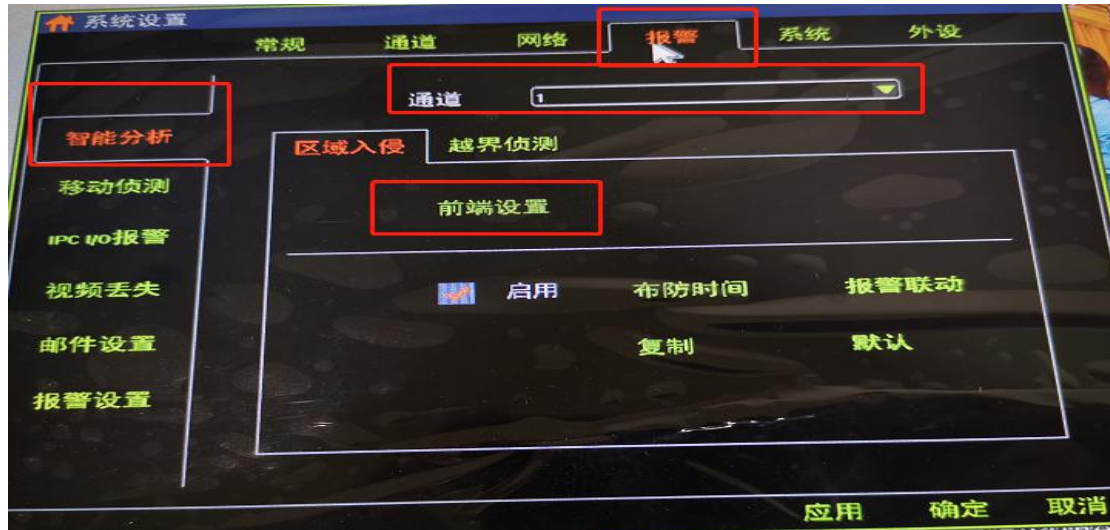 系统设置
常规 通道 网络 报警 系统 外设
通道 1
智能分析
区域入侵 越界侦测
移动侦测
前端设置
IPC I/O报警
视频丢失
启用 布防时间 报警联动
邮件设置
复制 默认
报警设置
应用 确定 取消